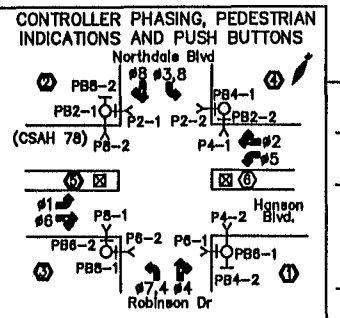 CONTROLLER PHASING, PEDESTRIAN
INDICATIONS AND PUSH BUTTONS
Northdale Blvd
2 PB8-2 ø8 ø3,8 PB4-1 4
PB2-1 P2-1 P2-2 PB2-2
(CSAH 78) P8-2 P4-1 ø2
ø5
5 6
ø1 P8-1 P4-2 Hanson
ø6 Blvd.
PB6-2 P6-2 P6-1 PB6-1
3 PB8-1 PB4-2 1
ø7,4 ø4
Robinson Dr